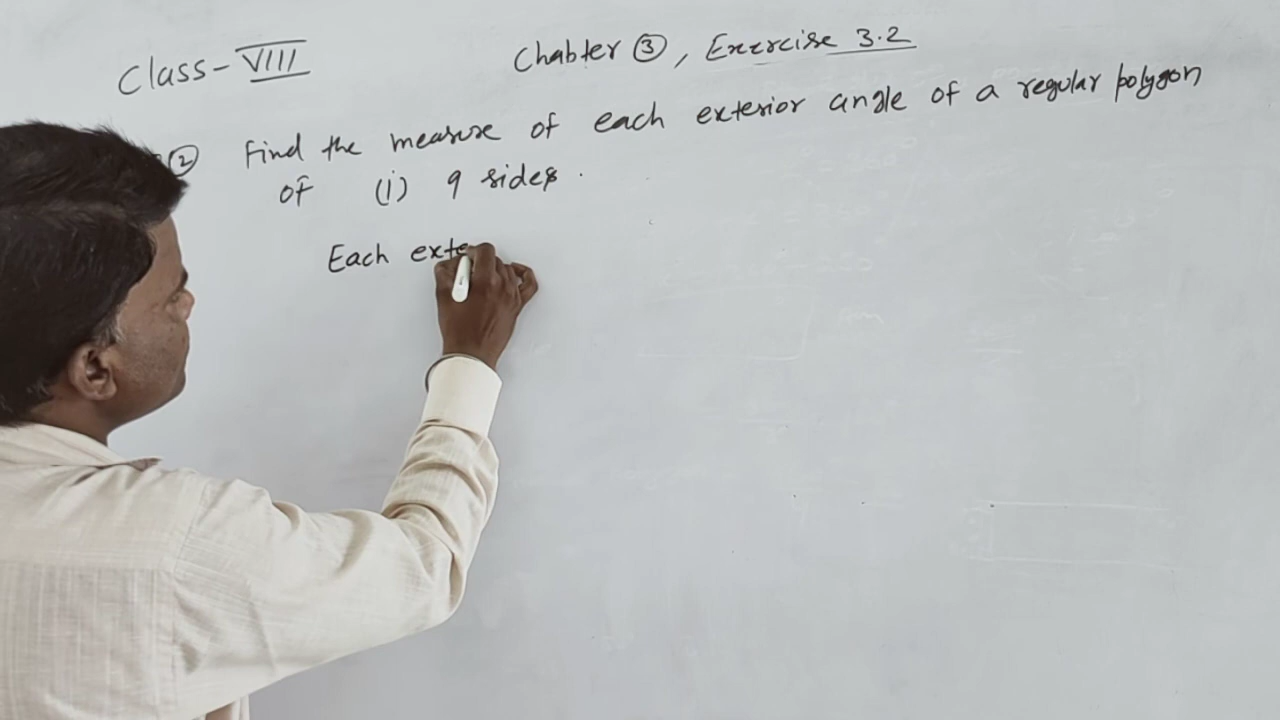 Class-VIII
Chabter ③, Exercise 3.2
② Find the measure of each exterior angle of a regular polygon
of (i) 9 sides.
Each exte